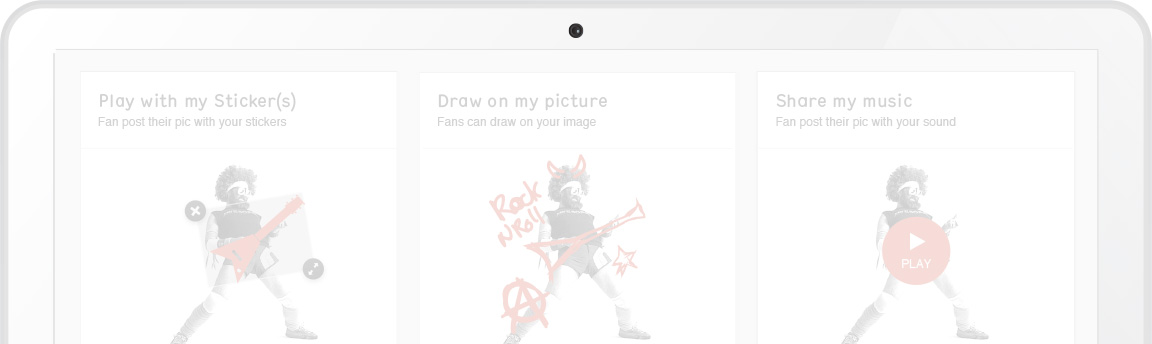 Play with my Sticker(s)
Fan post their pic with your stickers
Draw on my picture
Fans can draw on your image
Share my music
Fan post their pic with your sound
Rock
N Roll
A
PLAY